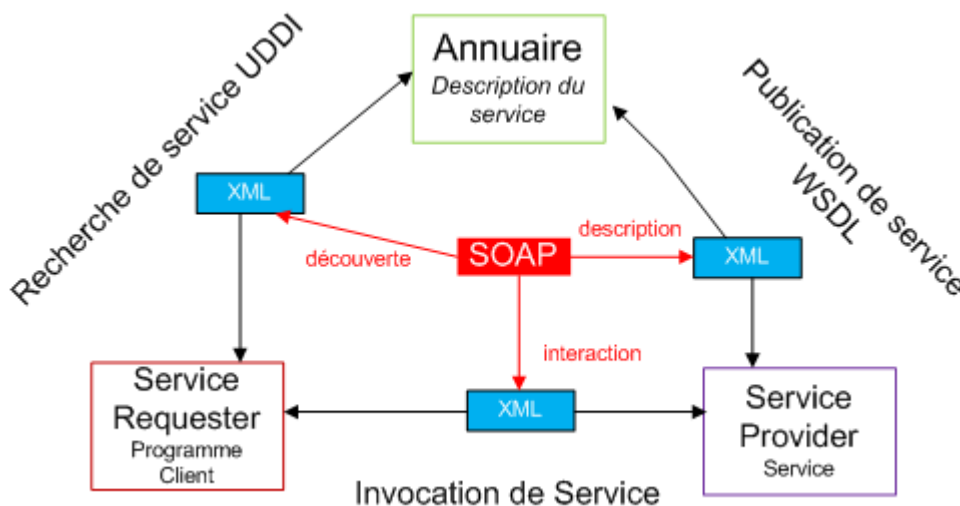 Recherche de service UDDI
Annuaire
Description du
service
Publication de service
WSDL
XML
découverte
SOAP
description
XML
interaction
Service
Requester
Programme
Client
XML
Service
Provider
Service
Invocation de Service